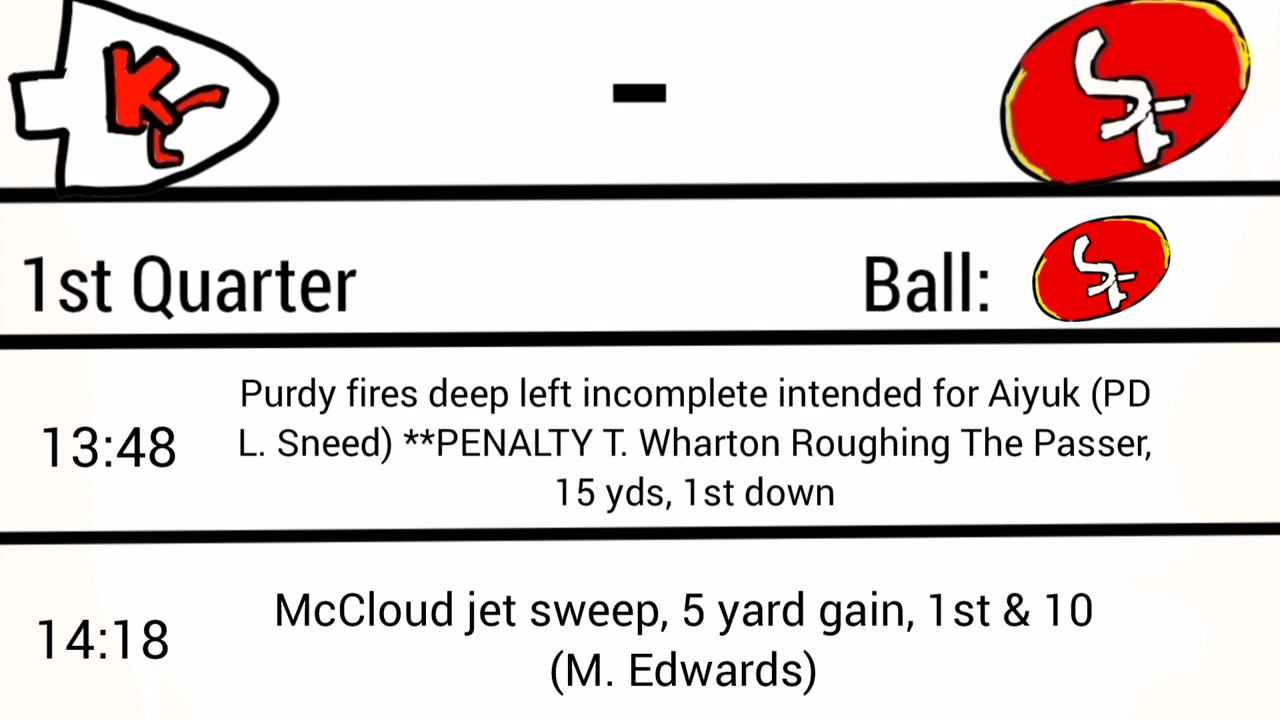 KC
-
SF
1st Quarter
Ball:
SF
13:48
Purdy fires deep left incomplete intended for Aiyuk (PD
L. Sneed) **PENALTY T. Wharton Roughing The Passer,
15 yds, 1st down
14:18
McCloud jet sweep, 5 yard gain, 1st & 10
(M. Edwards)